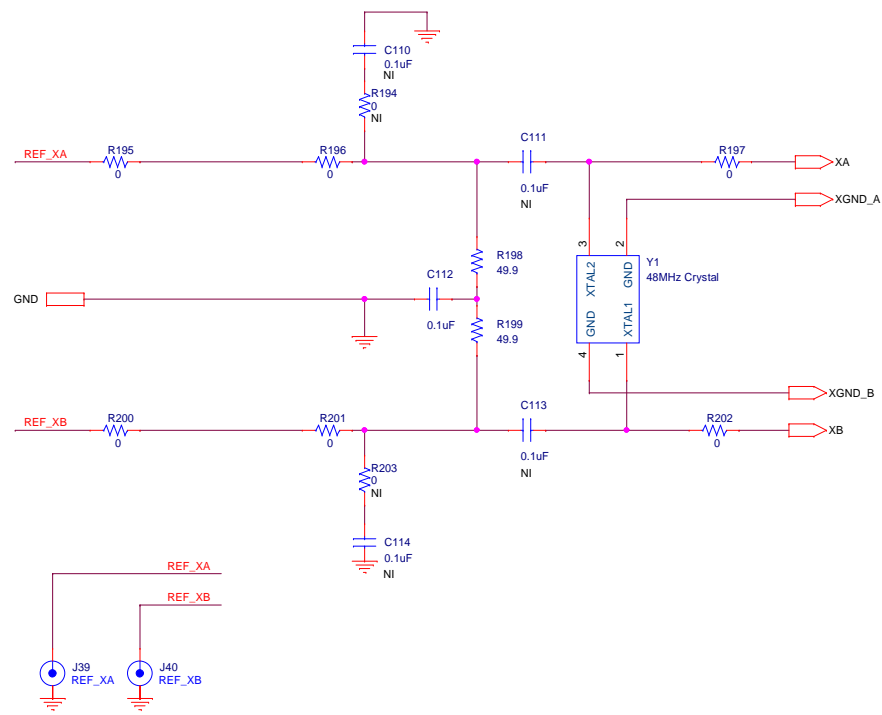 C110
0.1uF
NI
R194
0
NI
REF_XA
R195
0
R196
0
C111
0.1uF
NI
R197
0
XA
XGND_A
3
2
XTAL2
GND
Y1
48MHz Crystal
GND
XTAL1
4
1
R198
49.9
C112
0.1uF
GND
R199
49.9
XGND_B
REF_XB
R200
0
R201
0
C113
0.1uF
NI
R202
0
XB
R203
0
NI
C114
0.1uF
NI
REF_XA
REF_XB
J39
REF_XA
J40
REF_XB